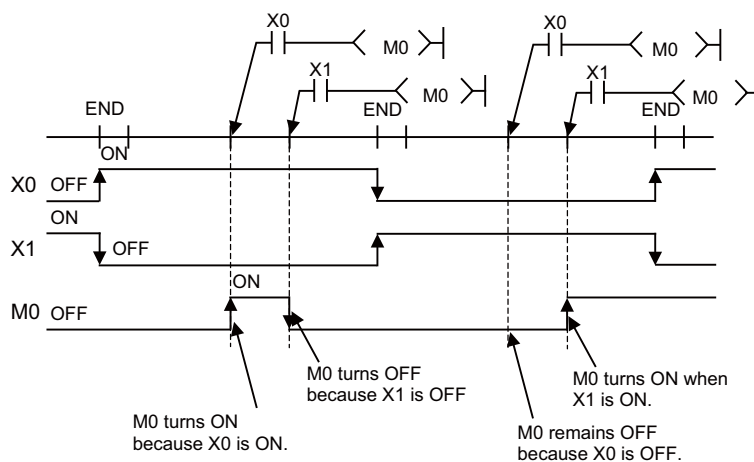 X0
M0
X0
M0
X1
M0
X1
M0
END
END
END
ON
X0 OFF
ON
X1
OFF
ON
M0 OFF
M0 turns OFF
because X1 is OFF
M0 turns ON when
X1 is ON.
M0 turns ON
because X0 is ON.
M0 remains OFF
because X0 is OFF.